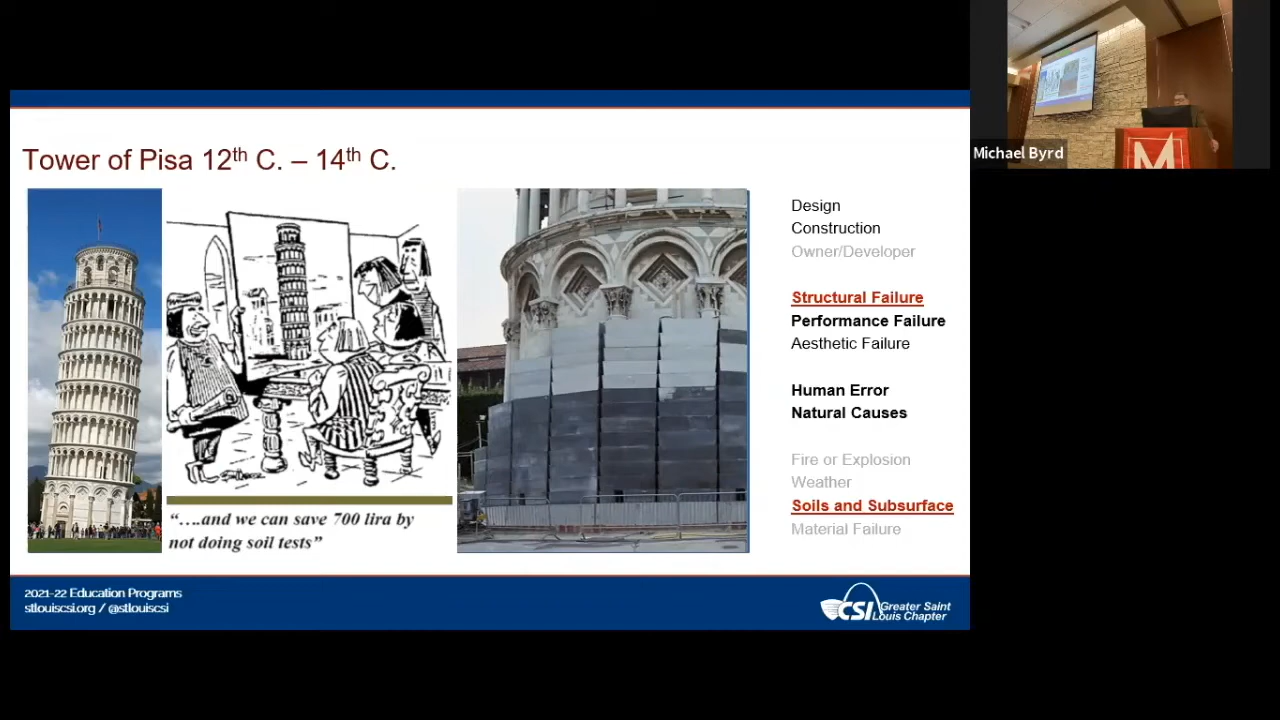 Michael Byrd
Tower of Pisa 12th C. – 14th C.
"….and we can save 700 lira by
not doing soil tests"
Design
Construction
Owner/Developer
Structural Failure
Performance Failure
Aesthetic Failure
Human Error
Natural Causes
Fire or Explosion
Weather
Soils and Subsurface
Material Failure
2021-22 Education Programs
stlouiscsi.org / @stlouiscsi
CSI Greater Saint
Louis Chapter
M